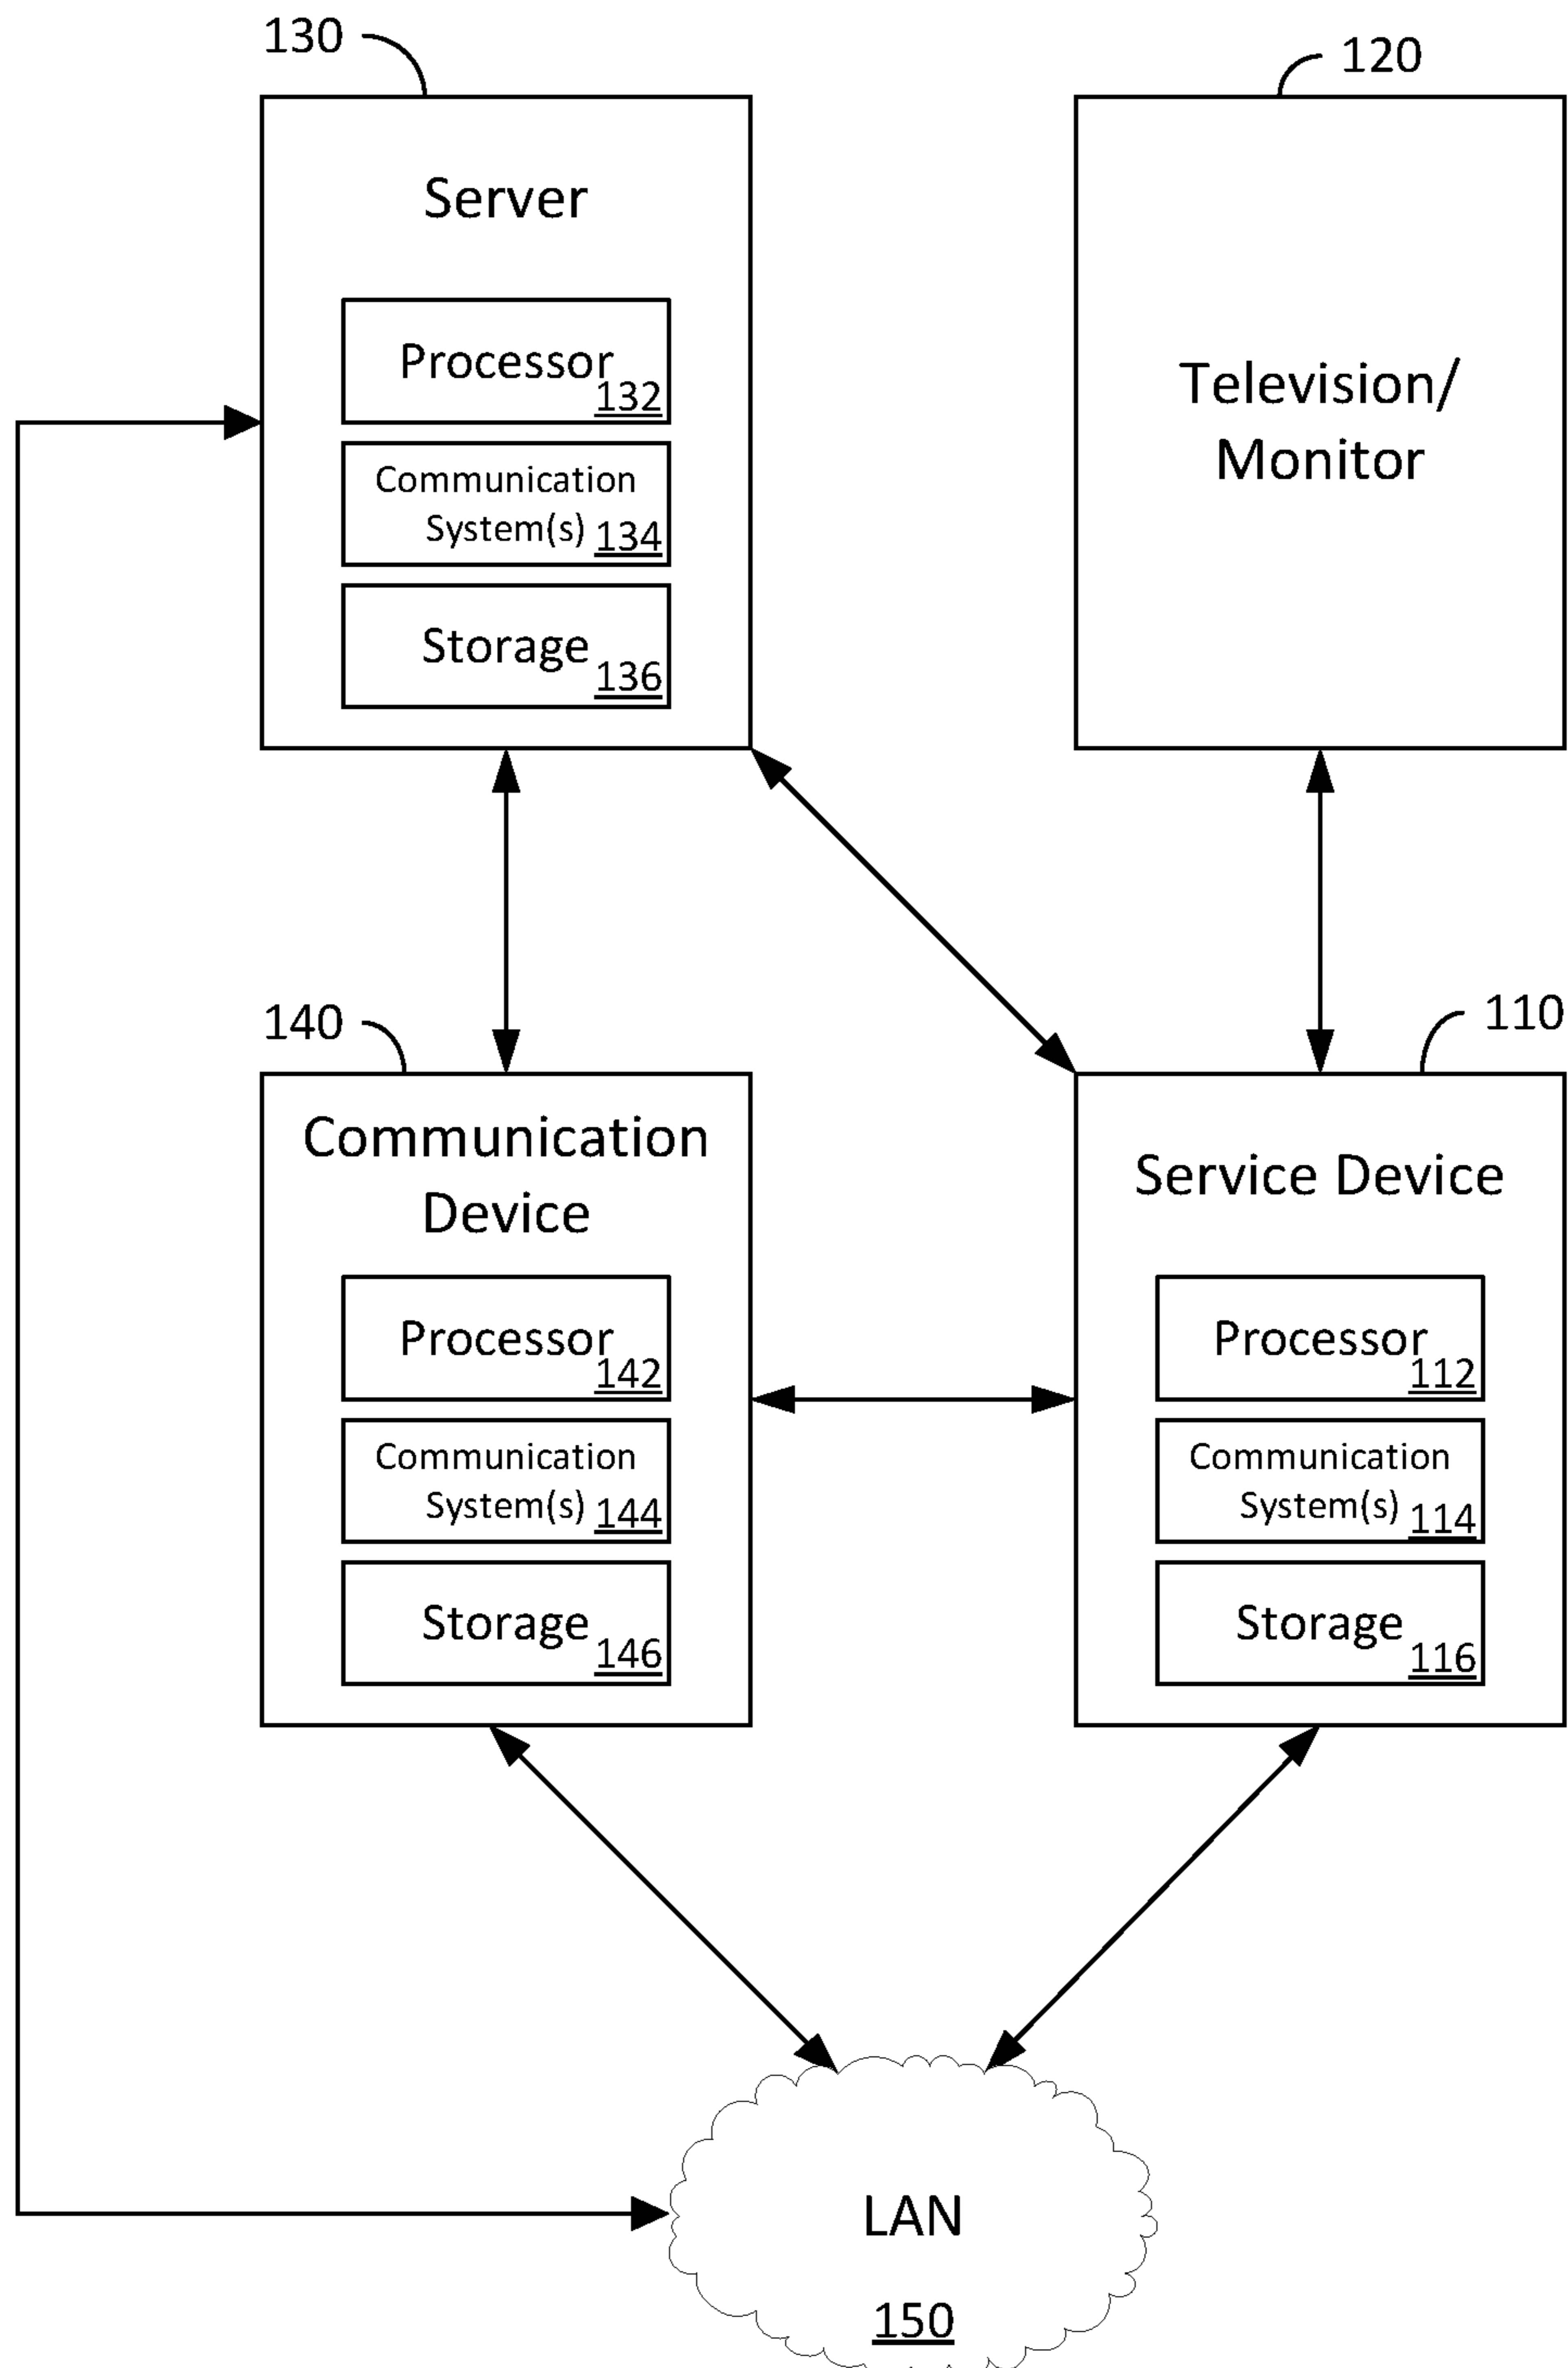 130
120
Server
Processor
132
Communication
System(s) 134
Storage
136
Television/
Monitor
140
110
Communication
Device
Processor
142
Communication
System(s) 144
Storage
146
Service Device
Processor
112
Communication
System(s) 114
Storage
116
LAN
150